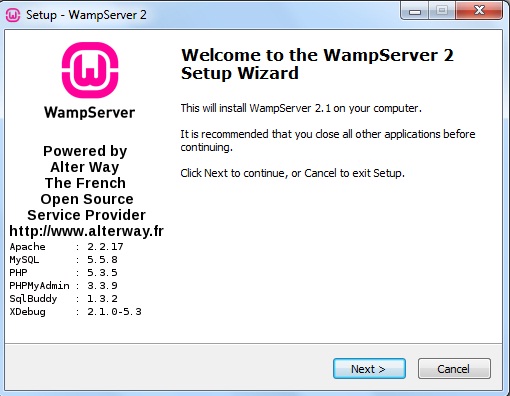 Setup - WampServer 2
WampServer
Powered by
Alter Way
The French
Open Source
Service Provider
http://www.alterway.fr
Apache : 2.2.17
MySQL : 5.5.8
PHP : 5.3.5
PHPMyAdmin : 3.3.9
SqlBuddy : 1.3.2
XDebug : 2.1.0-5.3
Welcome to the WampServer 2
Setup Wizard
This will install WampServer 2.1 on your computer.
It is recommended that you close all other applications before
continuing.
Click Next to continue, or Cancel to exit Setup.
Next >
Cancel